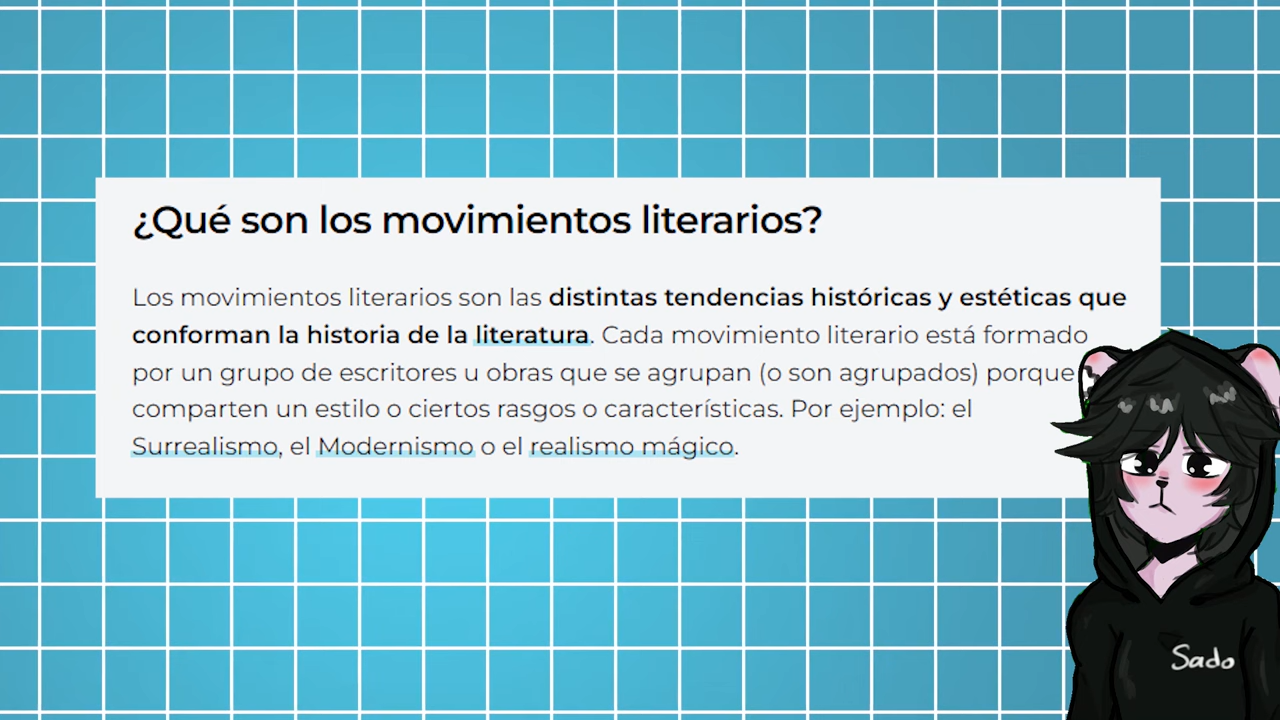 ¿Qué son los movimientos literarios?
Los movimientos literarios son las distintas tendencias históricas y estéticas que
conforman la historia de la literatura. Cada movimiento literario está formado
por un grupo de escritores u obras que se agrupan (o son agrupados) porque
comparten un estilo o ciertos rasgos o características. Por ejemplo: el
Surrealismo, el Modernismo o el realismo mágico.
Sado